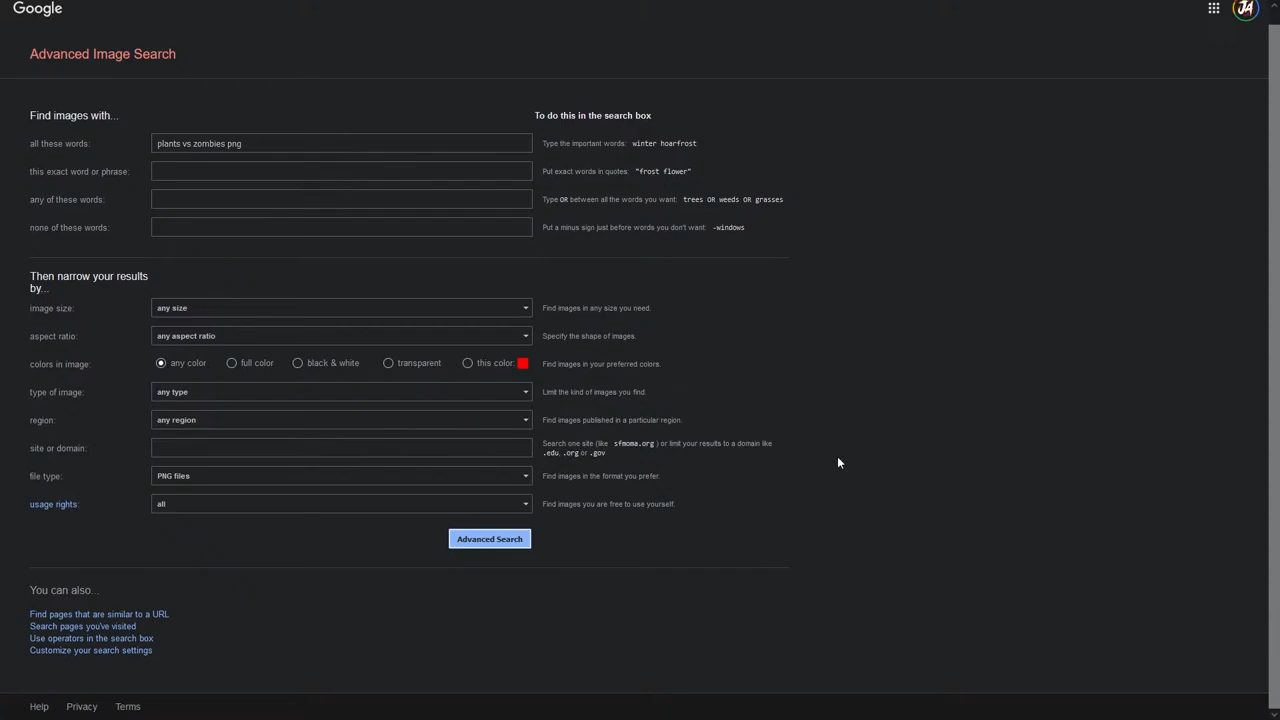 Google
JA
Advanced Image Search
Find images with...
To do this in the search box
all these words:
plants vs zombies png
Type the important words: winter hoarfrost
this exact word or phrase:
Put exact words in quotes: "frost flower"
any of these words:
Type OR between all the words you want: trees OR weeds OR grasses
none of these words:
Put a minus sign just before words you don't want: -windows
Then narrow your results
by...
image size:
any size
Find images in any size you need.
aspect ratio:
any aspect ratio
Specify the shape of images.
colors in image:
any color
full color
black & white
transparent
this color:
Find images in your preferred colors.
type of image:
any type
Limit the kind of images you find.
region:
any region
Find images published in a particular region.
site or domain:
Search one site (like sfmoma.org ) or limit your results to a domain like
.edu, .org or .gov
file type:
PNG files
Find images in the format you prefer.
usage rights:
all
Find images you are free to use yourself.
Advanced Search
You can also...
Find pages that are similar to a URL
Search pages you've visited
Use operators in the search box
Customize your search settings
Help
Privacy
Terms